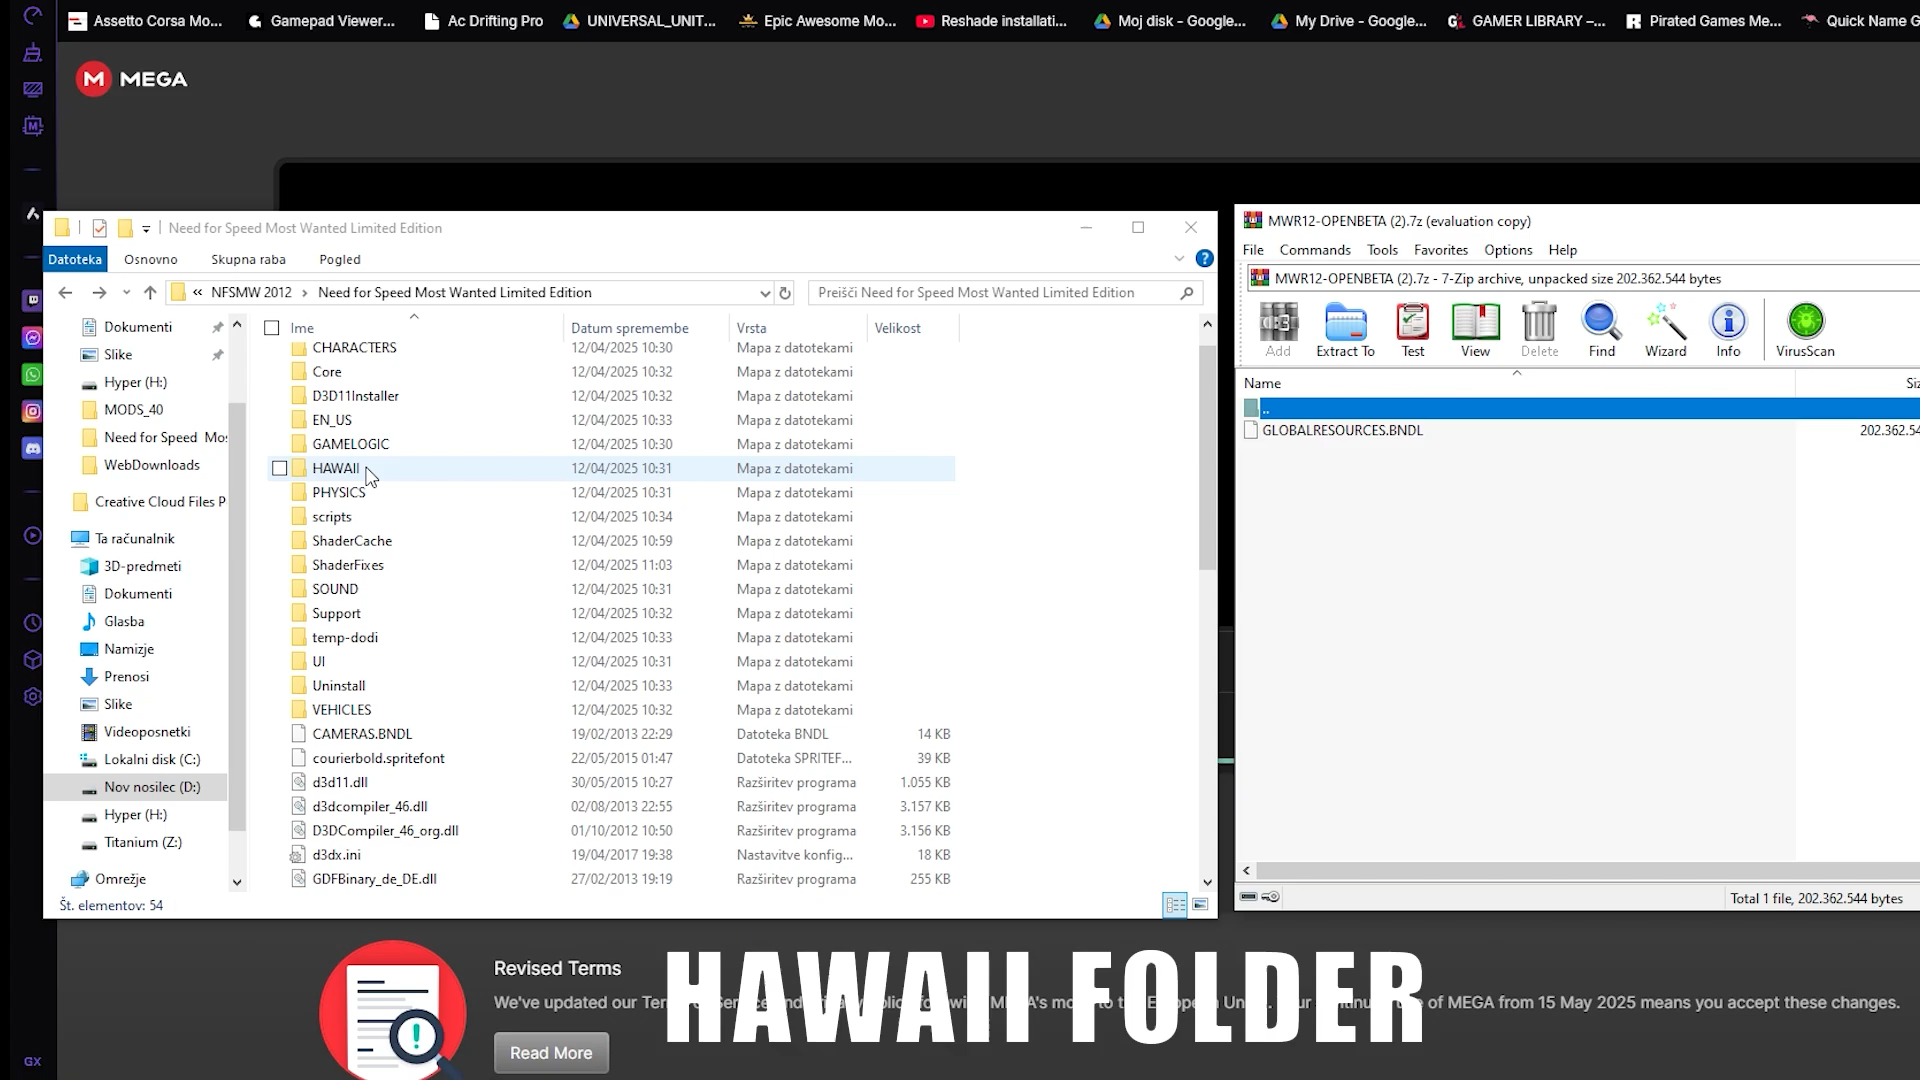 Assetto Corsa Mo...
Gamepad Viewer...
Ac Drifting Pro
UNIVERSAL_UNIT...
Epic Awesome Mo...
Reshade installati...
Moj disk - Google...
My Drive - Google...
GAMER LIBRARY –...
Pirated Games Me...
Quick Name G
M MEGA
Need for Speed Most Wanted Limited Edition
Datoteka Osnovno Skupna raba Pogled
« NFSMW 2012 › Need for Speed Most Wanted Limited Edition
Preišči Need for Speed Most Wanted Limited Edition
Dokumenti
Slike
Hyper (H:)
MODS_40
Need for Speed Mos
WebDownloads
Creative Cloud Files P
Ta računalnik
3D-predmeti
Dokumenti
Glasba
Namizje
Prenosi
Slike
Videoposnetki
Lokalni disk (C:)
Nov nosilec (D:)
Hyper (H:)
Titanium (Z:)
Omrežje
Št. elementov: 54
Ime Datum spremembe Vrsta Velikost
CHARACTERS 12/04/2025 10:30 Mapa z datotekami
Core 12/04/2025 10:32 Mapa z datotekami
D3D11Installer 12/04/2025 10:32 Mapa z datotekami
EN_US 12/04/2025 10:33 Mapa z datotekami
GAMELOGIC 12/04/2025 10:30 Mapa z datotekami
HAWAII 12/04/2025 10:31 Mapa z datotekami
PHYSICS 12/04/2025 10:31 Mapa z datotekami
scripts 12/04/2025 10:34 Mapa z datotekami
ShaderCache 12/04/2025 10:59 Mapa z datotekami
ShaderFixes 12/04/2025 11:03 Mapa z datotekami
SOUND 12/04/2025 10:31 Mapa z datotekami
Support 12/04/2025 10:32 Mapa z datotekami
temp-dodi 12/04/2025 10:33 Mapa z datotekami
UI 12/04/2025 10:31 Mapa z datotekami
Uninstall 12/04/2025 10:33 Mapa z datotekami
VEHICLES 12/04/2025 10:32 Mapa z datotekami
CAMERAS.BNDL 19/02/2013 22:29 Datoteka BNDL 14 KB
courierbold.spritefont 22/05/2015 01:47 Datoteka SPRITEF... 39 KB
d3d11.dll 30/05/2015 10:27 Razširitev programa 1.055 KB
d3dcompiler_46.dll 02/08/2013 22:55 Razširitev programa 3.157 KB
D3DCompiler_46_org.dll 01/10/2012 10:50 Razširitev programa 3.156 KB
d3dx.ini 19/04/2017 19:38 Nastavitve konfig... 18 KB
GDFBinary_de_DE.dll 27/02/2013 19:19 Razširitev programa 255 KB
MWR12-OPENBETA (2).7z (evaluation copy)
File Commands Tools Favorites Options Help
MWR12-OPENBETA (2).7z - 7-Zip archive, unpacked size 202.362.544 bytes
Add Extract To Test View Delete Find Wizard Info VirusScan
Name Siz
..
GLOBALRESOURCES.BNDL 202.362.54
Total 1 file, 202.362.544 bytes
Revised Terms
We've updated our MEGA from 15 May 2025 means you accept these changes.
Read More
HAWAII FOLDER
GX